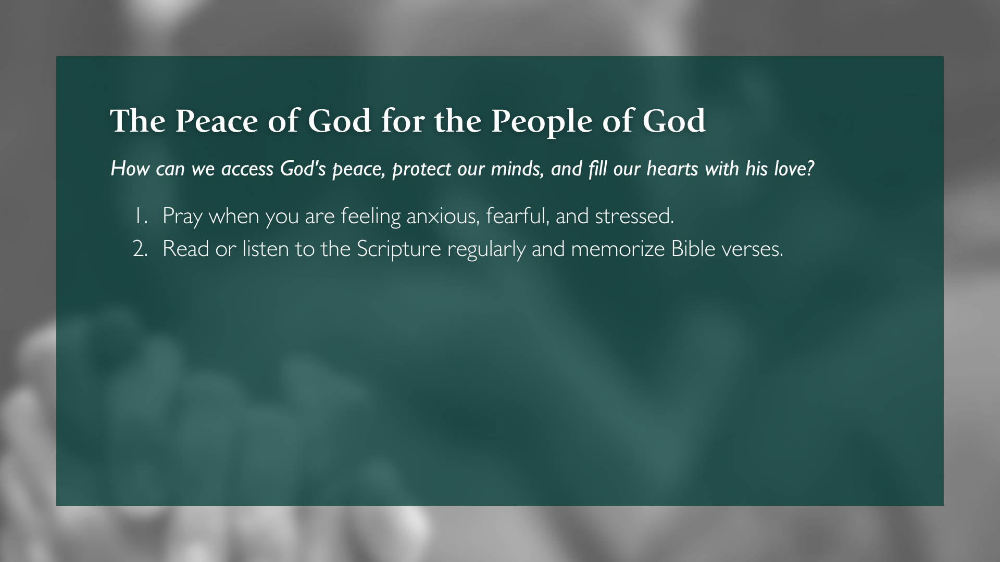 The Peace of God for the People of God
How can we access God's peace, protect our minds, and fill our hearts with his love?
1. Pray when you are feeling anxious, fearful, and stressed.
2. Read or listen to the Scripture regularly and memorize Bible verses.